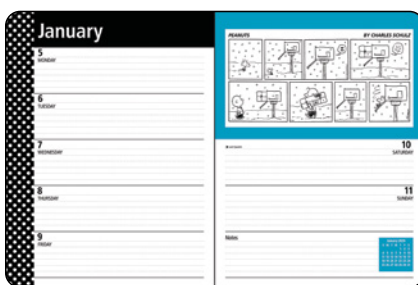 January
5
MONDAY
6
TUESDAY
7
WEDNESDAY
8
THURSDAY
9
FRIDAY
PEANUTS
BY CHARLES SCHULZ
10
SATURDAY
11
SUNDAY
Notes